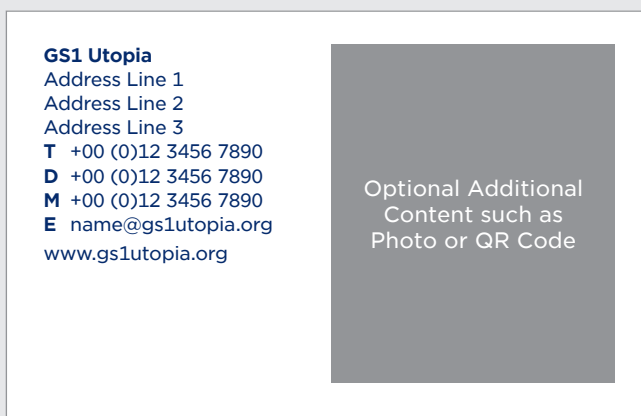 GS1 Utopia
Address Line 1
Address Line 2
Address Line 3
T +00 (0)12 3456 7890
D +00 (0)12 3456 7890
M +00 (0)12 3456 7890
E name@gs1utopia.org
www.gs1utopia.org
Optional Additional
Content such as
Photo or QR Code